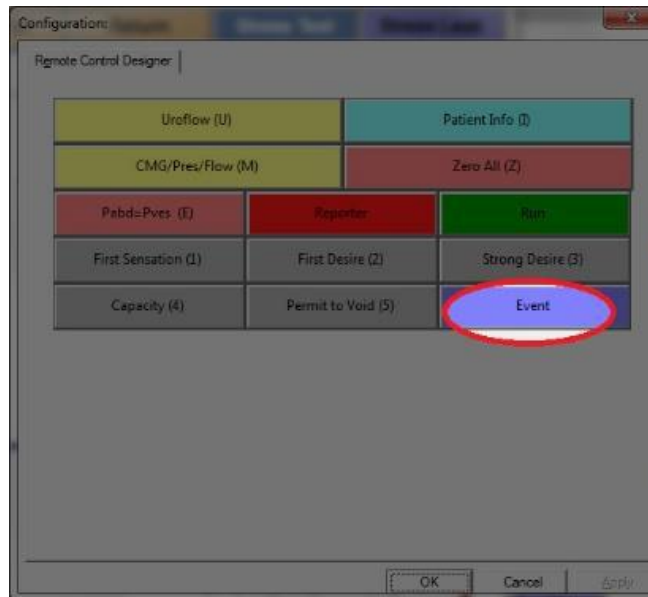 Configuration:
Remote Control Designer
Uroflow (U) Patient Info (I)
CMG/Pres/Flow (M) Zero All (Z)
Pabd=Pves (E) Reporter Run
First Sensation (1) First Desire (2) Strong Desire (3)
Capacity (4) Permit to Void (5) Event
OK Cancel Apply